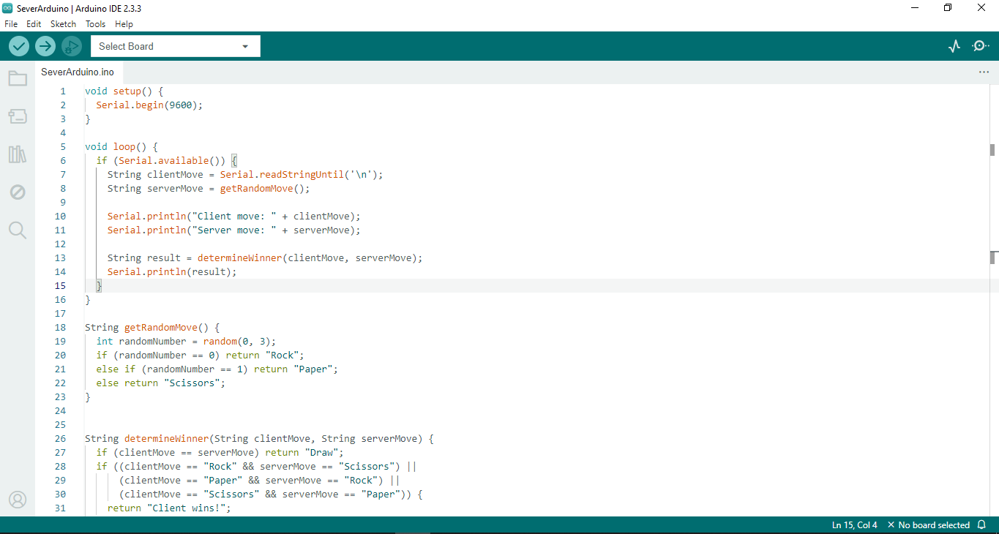 SeverArduino | Arduino IDE 2.3.3
File Edit Sketch Tools Help
Select Board
SeverArduino.ino
1 void setup() {
2   Serial.begin(9600);
3 }
4
5 void loop() {
6   if (Serial.available()) {
7     String clientMove = Serial.readStringUntil('\n');
8     String serverMove = getRandomMove();
9
10     Serial.println("Client move: " + clientMove);
11     Serial.println("Server move: " + serverMove);
12
13     String result = determineWinner(clientMove, serverMove);
14     Serial.println(result);
15   }
16 }
17
18 String getRandomMove() {
19   int randomNumber = random(0, 3);
20   if (randomNumber == 0) return "Rock";
21   else if (randomNumber == 1) return "Paper";
22   else return "Scissors";
23 }
24
25
26 String determineWinner(String clientMove, String serverMove) {
27   if (clientMove == serverMove) return "Draw";
28   if ((clientMove == "Rock" && serverMove == "Scissors") ||
29       (clientMove == "Paper" && serverMove == "Rock") ||
30       (clientMove == "Scissors" && serverMove == "Paper")) {
31     return "Client wins!";
Ln 15, Col 4 × No board selected